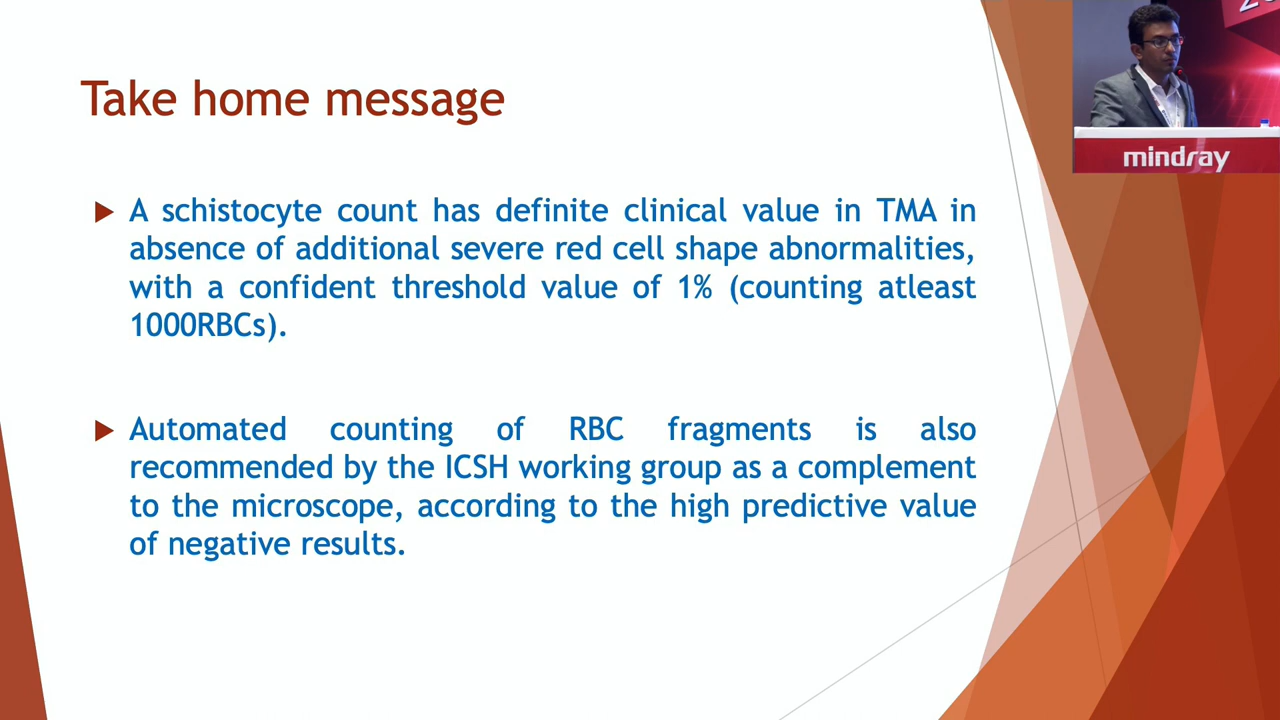 Take home message
A schistocyte count has definite clinical value in TMA in
absence of additional severe red cell shape abnormalities,
with a confident threshold value of 1% (counting atleast
1000RBCs).
Automated counting of RBC fragments is also
recommended by the ICSH working group as a complement
to the microscope, according to the high predictive value
of negative results.
mindray